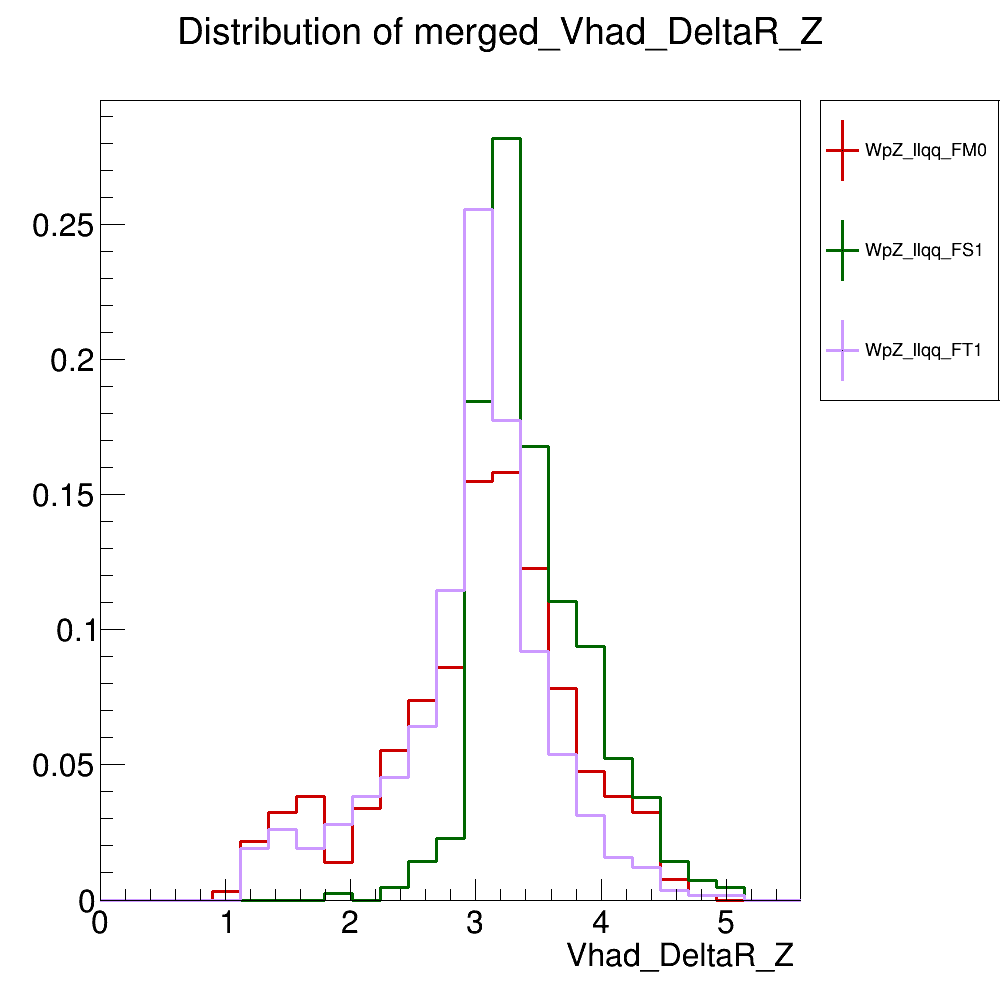 Distribution of merged_Vhad_DeltaR_Z
WpZ_llqq_FM0
WpZ_llqq_FS1
WpZ_llqq_FT1
0.25
0.2
0.15
0.1
0.05
0
0 1 2 3 4 5
Vhad_DeltaR_Z